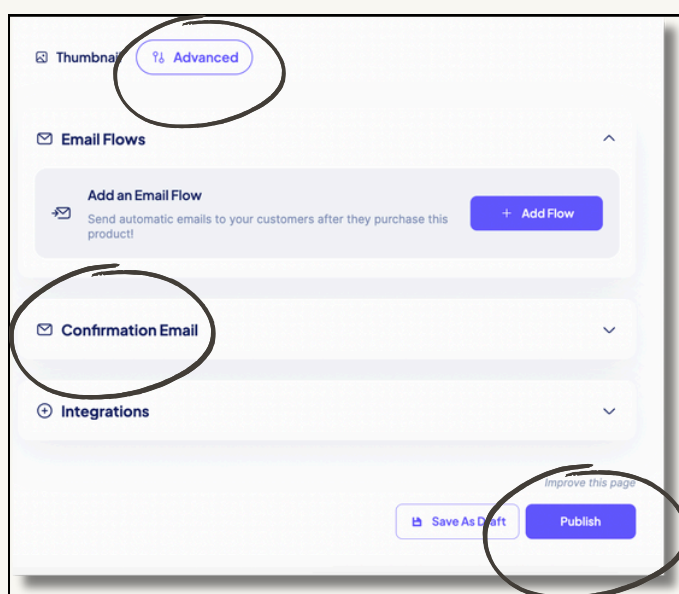 Thumbnail Advanced
Email Flows
Add an Email Flow
Send automatic emails to your customers after they purchase this
product!
+ Add Flow
Confirmation Email
Integrations
Improve this page
Save As Draft
Publish